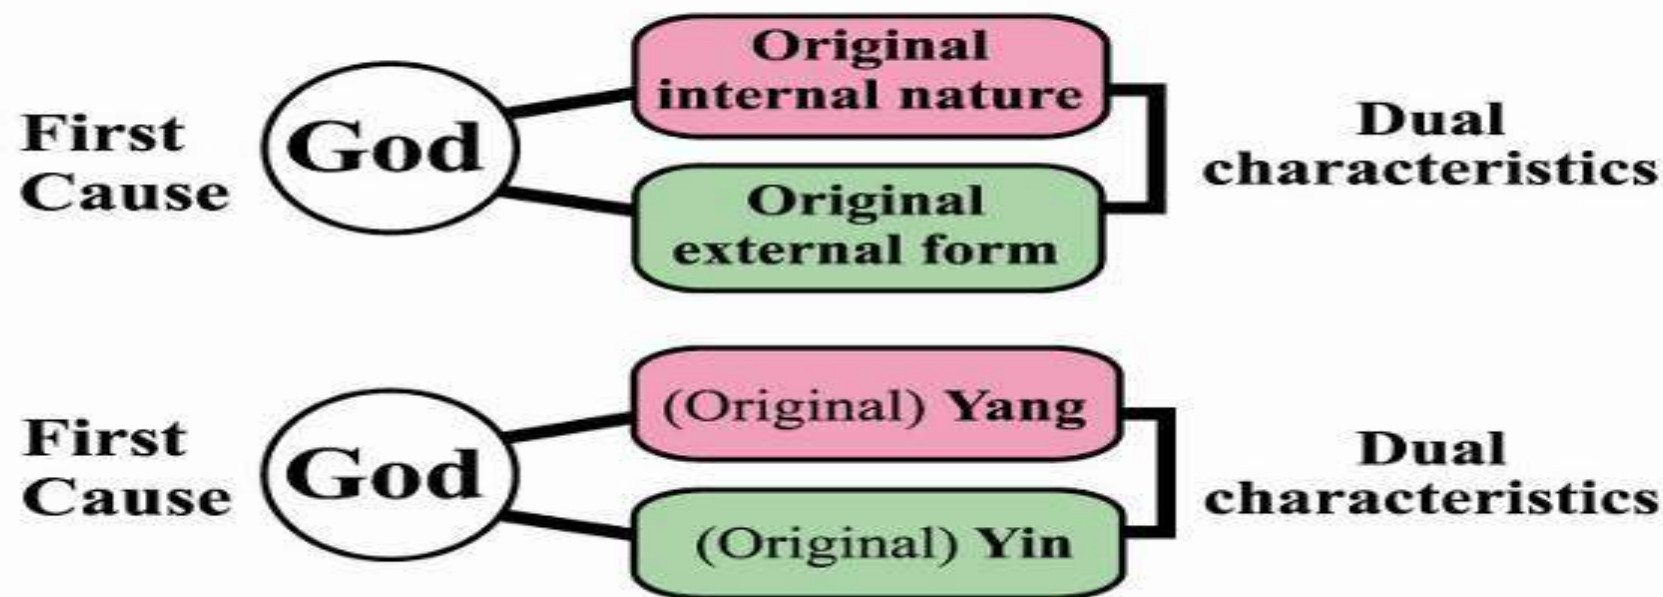 First
Cause
God
Original
internal nature
Original
external form
Dual
characteristics
First
Cause
God
(Original) Yang
(Original) Yin
Dual
characteristics